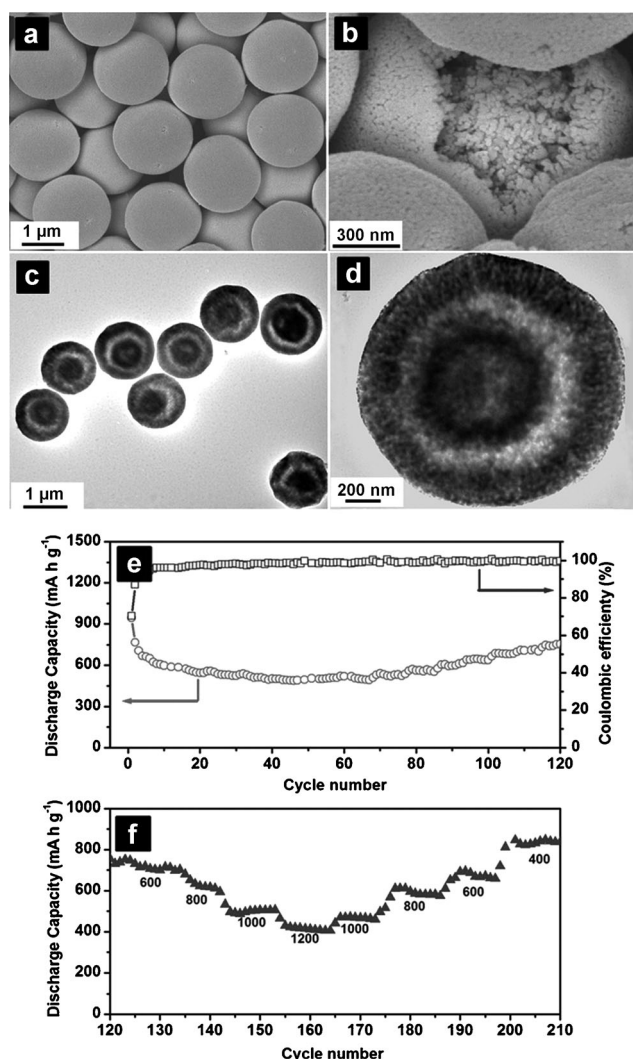 a
1 μm
b
300 nm
c
1 μm
d
200 nm
e
1500
1200
900
600
300
0
Discharge Capacity (mA h g-1)
100
80
60
40
20
0
Coulombic efficienty (%)
0 20 40 60 80 100 120
Cycle number
f
1000
800
600
400
200
0
Discharge Capacity (mA h g-1)
600
800
1000
1200
1000
800
600
400
120 130 140 150 160 170 180 190 200 210
Cycle number